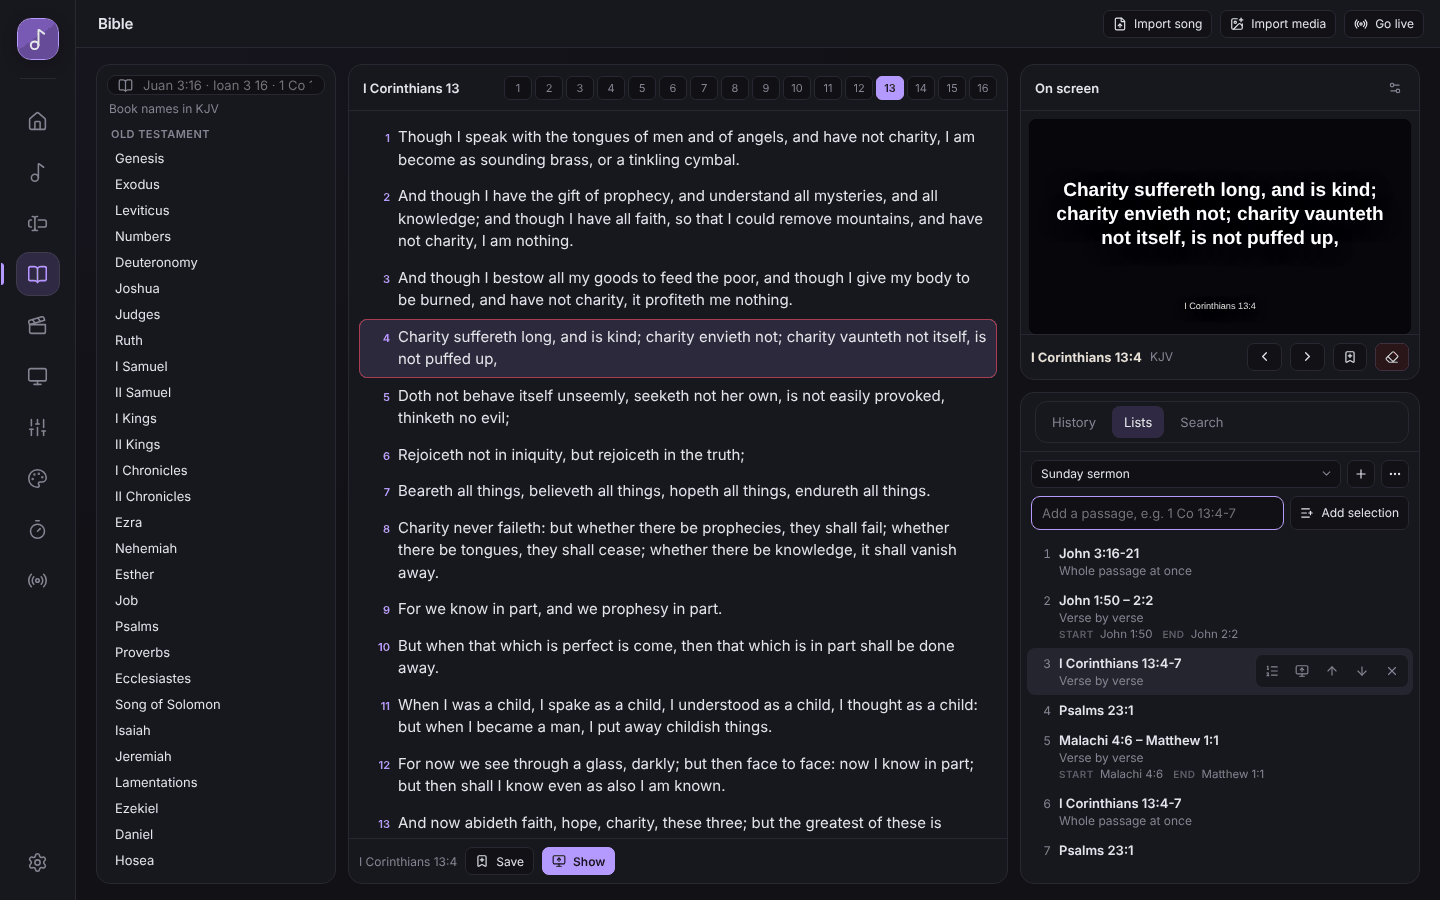 Bible
Import song
Import media
Go live
Juan 3:16 · Ioan 3 16 · 1 Co
Book names in KJV
OLD TESTAMENT
Genesis
Exodus
Leviticus
Numbers
Deuteronomy
Joshua
Judges
Ruth
I Samuel
II Samuel
I Kings
II Kings
I Chronicles
II Chronicles
Ezra
Nehemiah
Esther
Job
Psalms
Proverbs
Ecclesiastes
Song of Solomon
Isaiah
Jeremiah
Lamentations
Ezekiel
Daniel
Hosea
I Corinthians 13
1 2 3 4 5 6 7 8 9 10 11 12 13 14 15 16
1 Though I speak with the tongues of men and of angels, and have not charity, I am
become as sounding brass, or a tinkling cymbal.
2 And though I have the gift of prophecy, and understand all mysteries, and all
knowledge; and though I have all faith, so that I could remove mountains, and have
not charity, I am nothing.
3 And though I bestow all my goods to feed the poor, and though I give my body to
be burned, and have not charity, it profiteth me nothing.
4 Charity suffereth long, and is kind; charity envieth not; charity vaunteth not itself, is
not puffed up,
5 Doth not behave itself unseemly, seeketh not her own, is not easily provoked,
thinketh no evil;
6 Rejoiceth not in iniquity, but rejoiceth in the truth;
7 Beareth all things, believeth all things, hopeth all things, endureth all things.
8 Charity never faileth: but whether there be prophecies, they shall fail; whether
there be tongues, they shall cease; whether there be knowledge, it shall vanish
away.
9 For we know in part, and we prophesy in part.
10 But when that which is perfect is come, then that which is in part shall be done
away.
11 When I was a child, I spake as a child, I understood as a child, I thought as a child:
but when I became a man, I put away childish things.
12 For now we see through a glass, darkly; but then face to face: now I know in part;
but then shall I know even as also I am known.
13 And now abideth faith, hope, charity, these three; but the greatest of these is
I Corinthians 13:4
Save
Show
On screen
Charity suffereth long, and is kind;
charity envieth not; charity vaunteth
not itself, is not puffed up,
I Corinthians 13:4
I Corinthians 13:4 KJV
History
Lists
Search
Sunday sermon
Add a passage, e.g. 1 Co 13:4-7
Add selection
1 John 3:16-21
Whole passage at once
2 John 1:50 – 2:2
Verse by verse
START John 1:50 END John 2:2
3 I Corinthians 13:4-7
Verse by verse
4 Psalms 23:1
5 Malachi 4:6 – Matthew 1:1
Verse by verse
START Malachi 4:6 END Matthew 1:1
6 I Corinthians 13:4-7
Whole passage at once
7 Psalms 23:1